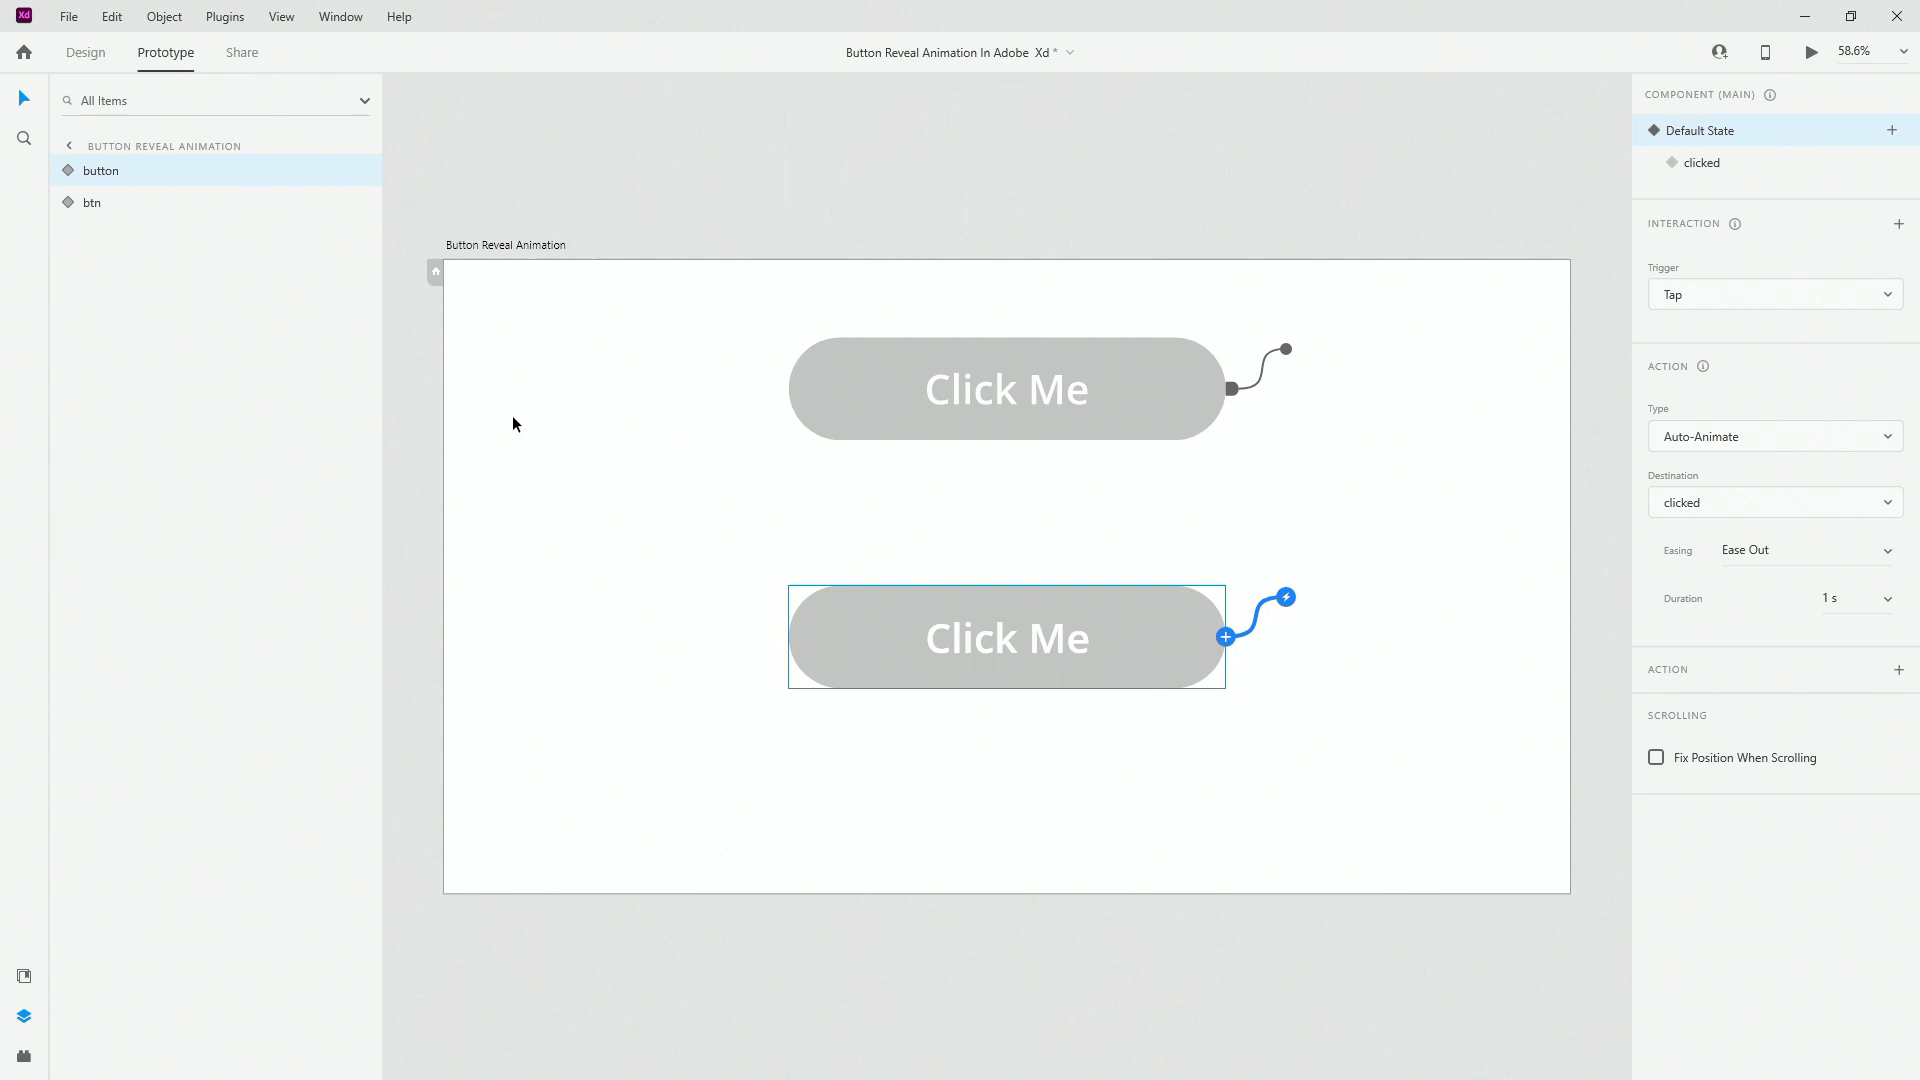 Xd File Edit Object Plugins View Window Help
Design Prototype Share Button Reveal Animation In Adobe Xd * 58.6%
All Items
BUTTON REVEAL ANIMATION
button
btn
Button Reveal Animation
Click Me
Click Me
COMPONENT (MAIN)
Default State
clicked
INTERACTION
Trigger
Tap
ACTION
Type
Auto-Animate
Destination
clicked
Easing Ease Out
Duration 1 s
ACTION
SCROLLING
Fix Position When Scrolling